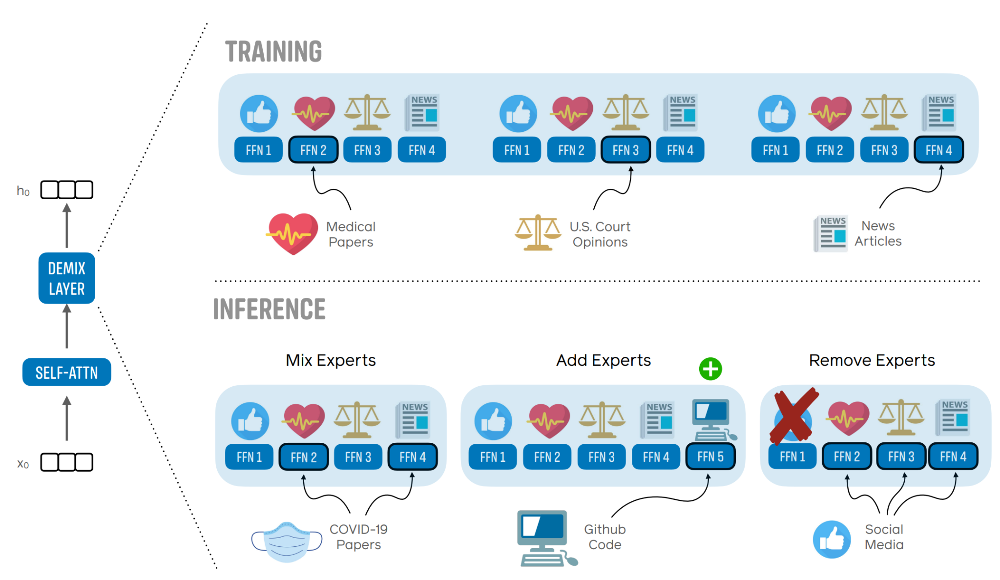 TRAINING
NEWS
NEWS
NEWS
FFN 1
FFN 2
FFN 3
FFN 4
FFN 1
FFN 2
FFN 3
FFN 4
FFN 1
FFN 2
FFN 3
FFN 4
h₀
Medical
Papers
U.S. Court
Opinions
NEWS
News
Articles
DEMIX
LAYER
INFERENCE
SELF-ATTN
Mix Experts
Add Experts
Remove Experts
NEWS
NEWS
NEWS
FFN 1
FFN 2
FFN 3
FFN 4
FFN 1
FFN 2
FFN 3
FFN 4
FFN 5
FFN 1
FFN 2
FFN 3
FFN 4
x₀
COVID-19
Papers
Github
Code
Social
Media